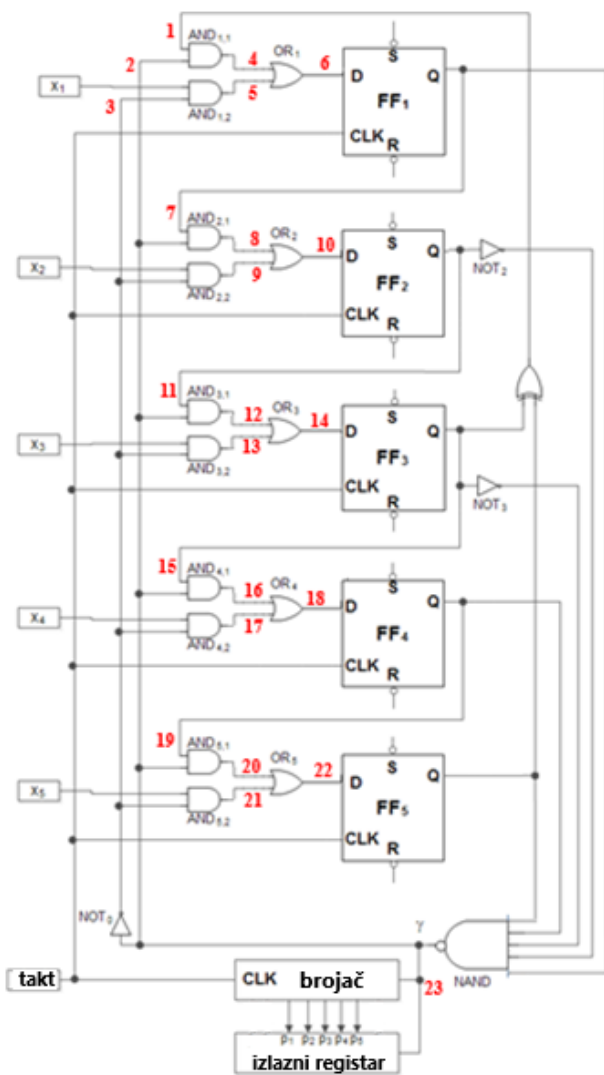 1 AND1,1 OR1
2 4 6 S
D Q
X1 5 FF1
3 AND1,2
CLK
R
7 AND2,1 OR2
8 10 S
D Q NOT2
X2 9 FF2
AND2,2
CLK
R
11 AND3,1 OR3
12 14 S
D Q
X3 13 FF3
AND3,2
CLK NOT3
R
15 AND4,1 OR4
16 18 S
D Q
X4 17 FF4
AND4,2
CLK
R
19 AND5,1 OR5
20 22 S
D Q
X5 21 FF5
AND5,2
CLK
R
NOT0 γ
NAND
takt CLK brojač 23
P1 P2 P3 P4 P5
izlazni registar